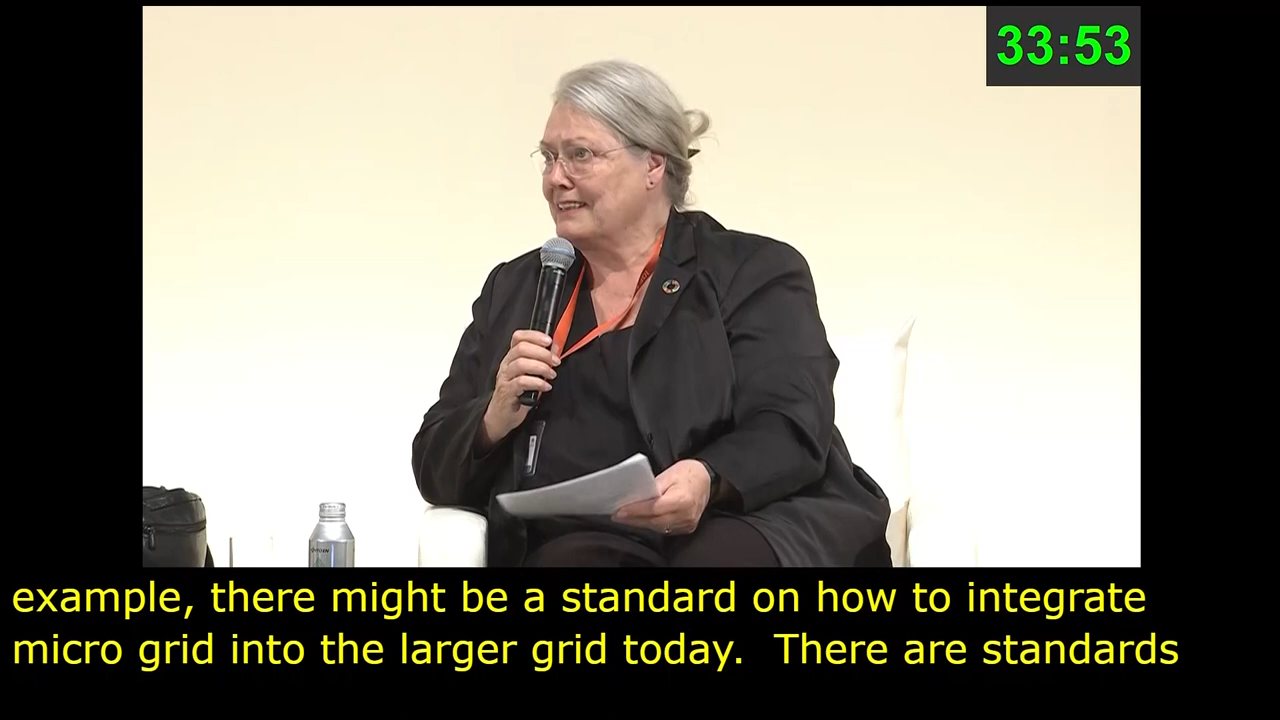 33:53
example, there might be a standard on how to integrate
micro grid into the larger grid today.  There are standards